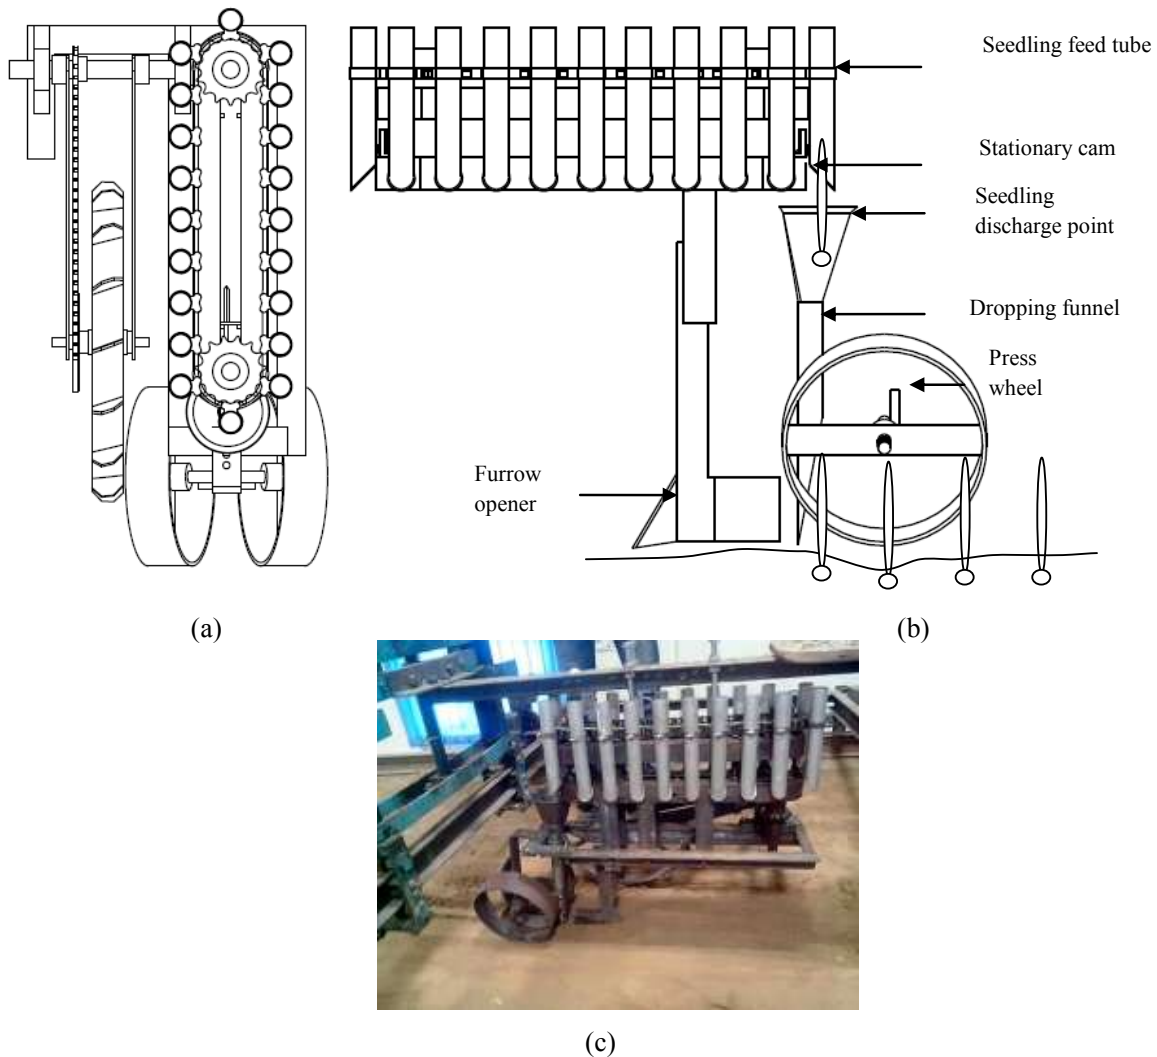 Seedling feed tube
Stationary cam
Seedling
discharge point
Dropping funnel
Press
wheel
Furrow
opener
(a)
(b)
(c)